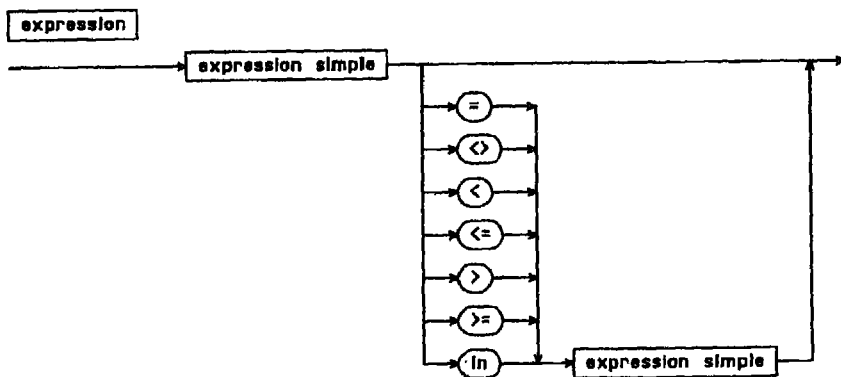 expression
expression simple
=
<>
<
<=
>
>=
in
expression simple